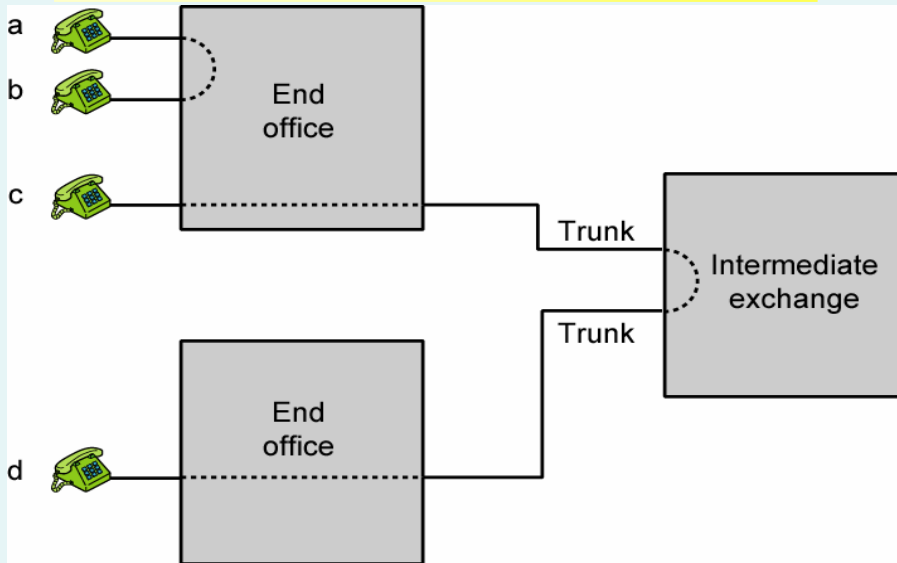 a
b
c
End
office
Trunk
Intermediate
exchange
Trunk
d
End
office